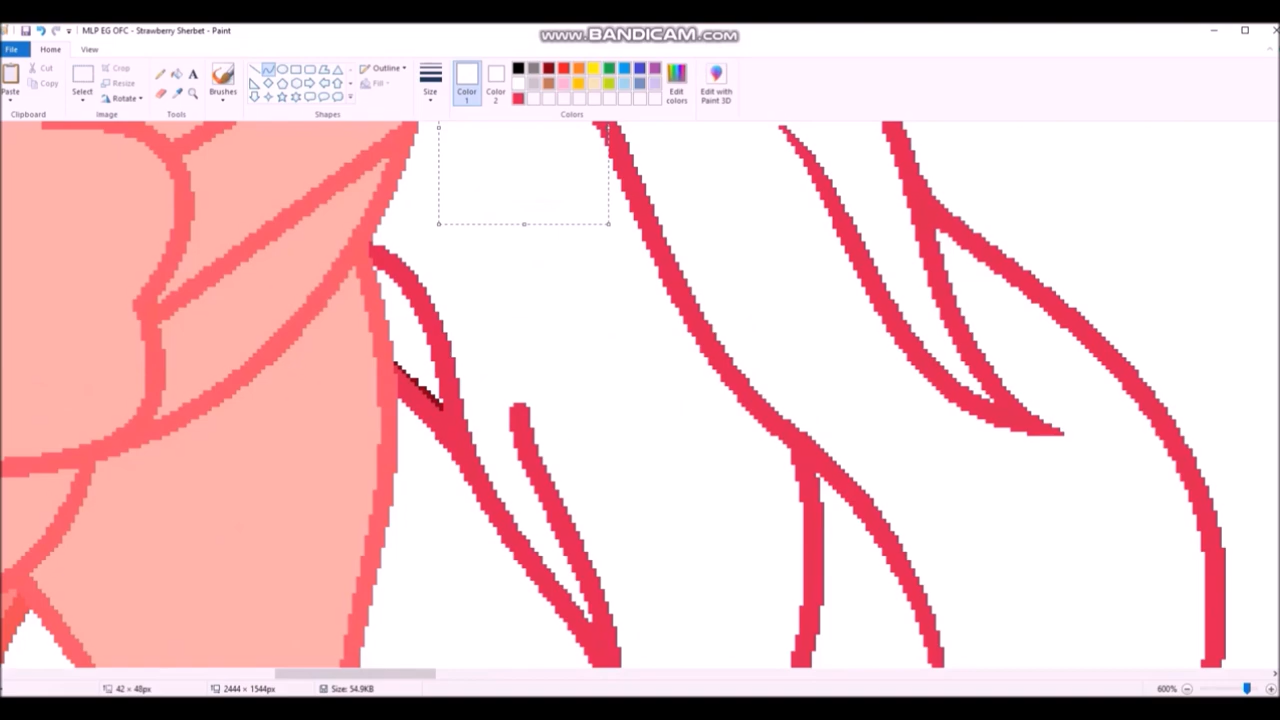 MLP EG OFC - Strawberry Sherbet - Paint
www.BANDICAM.com
File
Home
View
Paste
Cut
Copy
Clipboard
Select
Crop
Resize
Rotate
Image
A
Tools
Brushes
Shapes
Outline
Fill
Size
Color 1
Color 2
Colors
Edit colors
Edit with Paint 3D
42 × 48px
2444 × 1544px
Size: 54.9KB
600%